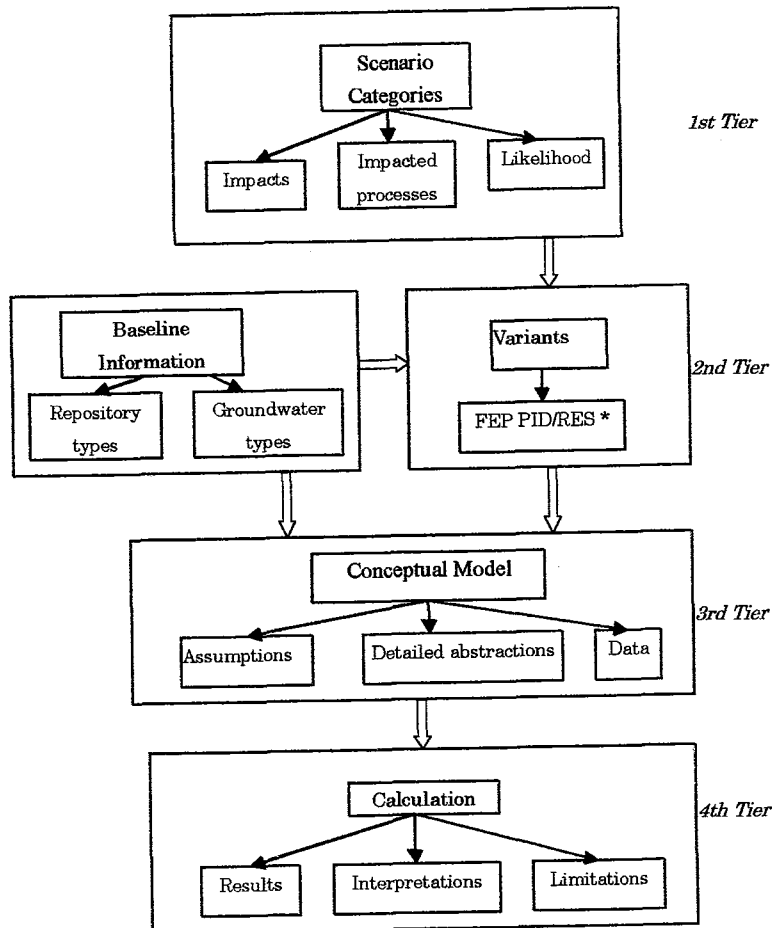 Scenario
Categories
1st Tier
Impacts
Impacted
processes
Likelihood
Baseline
Information
Repository
types
Groundwater
types
Variants
2nd Tier
FEP PID/RES *
Conceptual Model
3rd Tier
Assumptions
Detailed abstractions
Data
Calculation
4th Tier
Results
Interpretations
Limitations